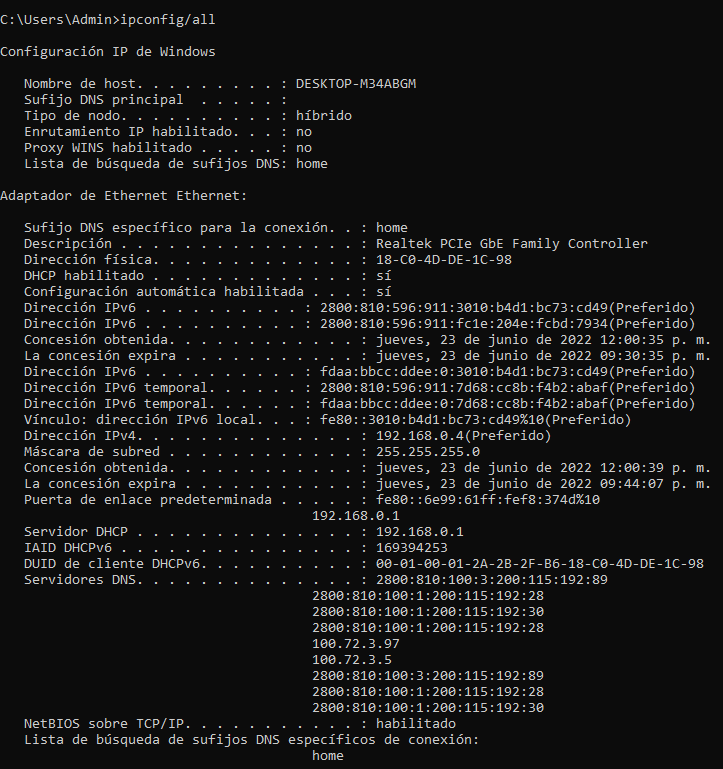 C:\Users\Admin>ipconfig/all
Configuración IP de Windows
Nombre de host. . . . . . . . . : DESKTOP-M34ABGM
Sufijo DNS principal  . . . . . :
Tipo de nodo. . . . . . . . . . : híbrido
Enrutamiento IP habilitado. . . : no
Proxy WINS habilitado . . . . . : no
Lista de búsqueda de sufijos DNS: home
Adaptador de Ethernet Ethernet:
Sufijo DNS específico para la conexión. . : home
Descripción . . . . . . . . . . . . . . . : Realtek PCIe GbE Family Controller
Dirección física. . . . . . . . . . . . . : 18-C0-4D-DE-1C-98
DHCP habilitado . . . . . . . . . . . . . : sí
Configuración automática habilitada . . . : sí
Dirección IPv6 . . . . . . . . . . : 2800:810:596:911:3010:b4d1:bc73:cd49(Preferido)
Dirección IPv6 . . . . . . . . . . : 2800:810:596:911:fc1e:204e:fcbd:7934(Preferido)
Concesión obtenida. . . . . . . . . . . . : jueves, 23 de junio de 2022 12:00:35 p. m.
La concesión expira . . . . . . . . . . . : jueves, 23 de junio de 2022 09:30:35 p. m.
Dirección IPv6 . . . . . . . . . . : fdaa:bbcc:ddee:0:3010:b4d1:bc73:cd49(Preferido)
Dirección IPv6 temporal. . . . . . : 2800:810:596:911:7d68:cc8b:f4b2:abaf(Preferido)
Dirección IPv6 temporal. . . . . . : fdaa:bbcc:ddee:0:7d68:cc8b:f4b2:abaf(Preferido)
Vínculo: dirección IPv6 local. . . : fe80::3010:b4d1:bc73:cd49%10(Preferido)
Dirección IPv4. . . . . . . . . . . . . . : 192.168.0.4(Preferido)
Máscara de subred . . . . . . . . . . . . : 255.255.255.0
Concesión obtenida. . . . . . . . . . . . : jueves, 23 de junio de 2022 12:00:39 p. m.
La concesión expira . . . . . . . . . . . : jueves, 23 de junio de 2022 09:44:07 p. m.
Puerta de enlace predeterminada . . . . . : fe80::6e99:61ff:fef8:374d%10
192.168.0.1
Servidor DHCP . . . . . . . . . . . . . . : 192.168.0.1
IAID DHCPv6 . . . . . . . . . . . . . . . : 169394253
DUID de cliente DHCPv6. . . . . . . . . . : 00-01-00-01-2A-2B-2F-B6-18-C0-4D-DE-1C-98
Servidores DNS. . . . . . . . . . . . . . : 2800:810:100:3:200:115:192:89
2800:810:100:1:200:115:192:28
2800:810:100:1:200:115:192:30
2800:810:100:1:200:115:192:28
100.72.3.97
100.72.3.5
2800:810:100:3:200:115:192:89
2800:810:100:1:200:115:192:28
2800:810:100:1:200:115:192:30
NetBIOS sobre TCP/IP. . . . . . . . . . . : habilitado
Lista de búsqueda de sufijos DNS específicos de conexión:
home